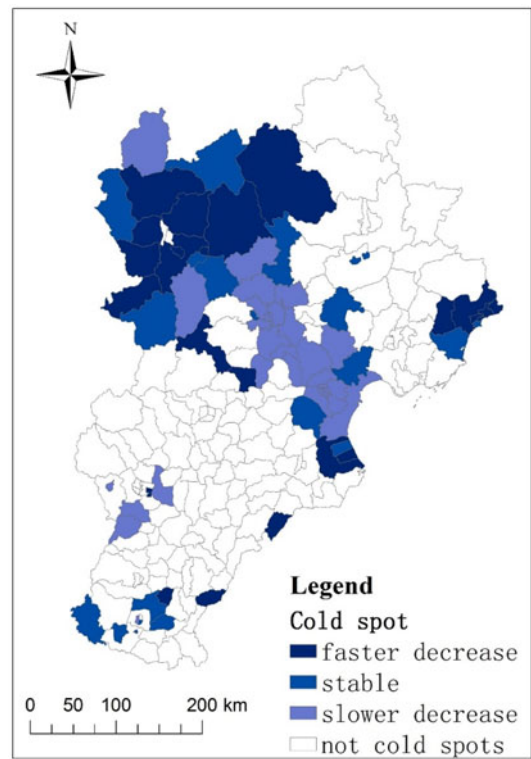 N
Legend
Cold spot
faster decrease
stable
slower decrease
not cold spots
0 50 100 200 km